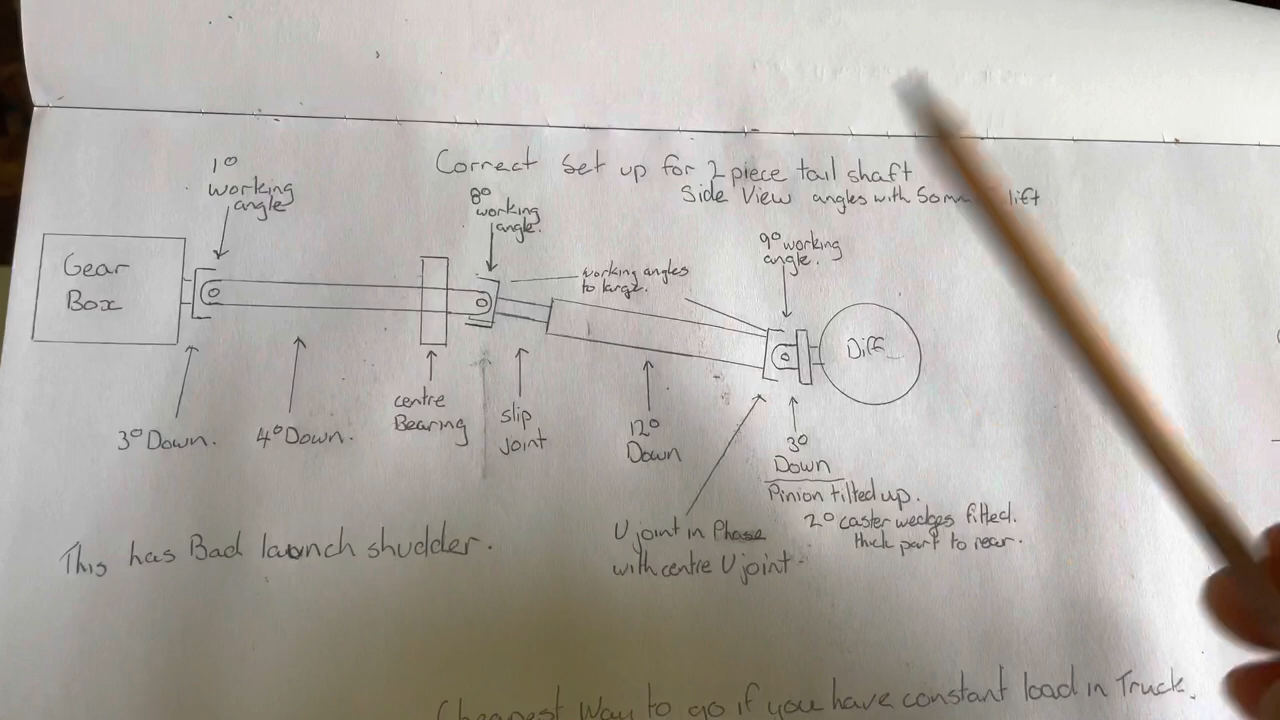 Correct Set up for 2 piece tail shaft
Side View angles with 50m lift
1°
working
angle
8°
working
angle.
9° working
angle.
working angles
to large.
Gear
Box
Diff
3° Down.
4° Down.
centre
Bearing
slip
joint
12°
Down
3°
Down
Pinion tilted up.
2° caster wedges fitted.
thick part to rear.
U joint in Phase
with centre U joint.
This has Bad launch shudder.
Cheapest Way to go if you have constant load in Truck.